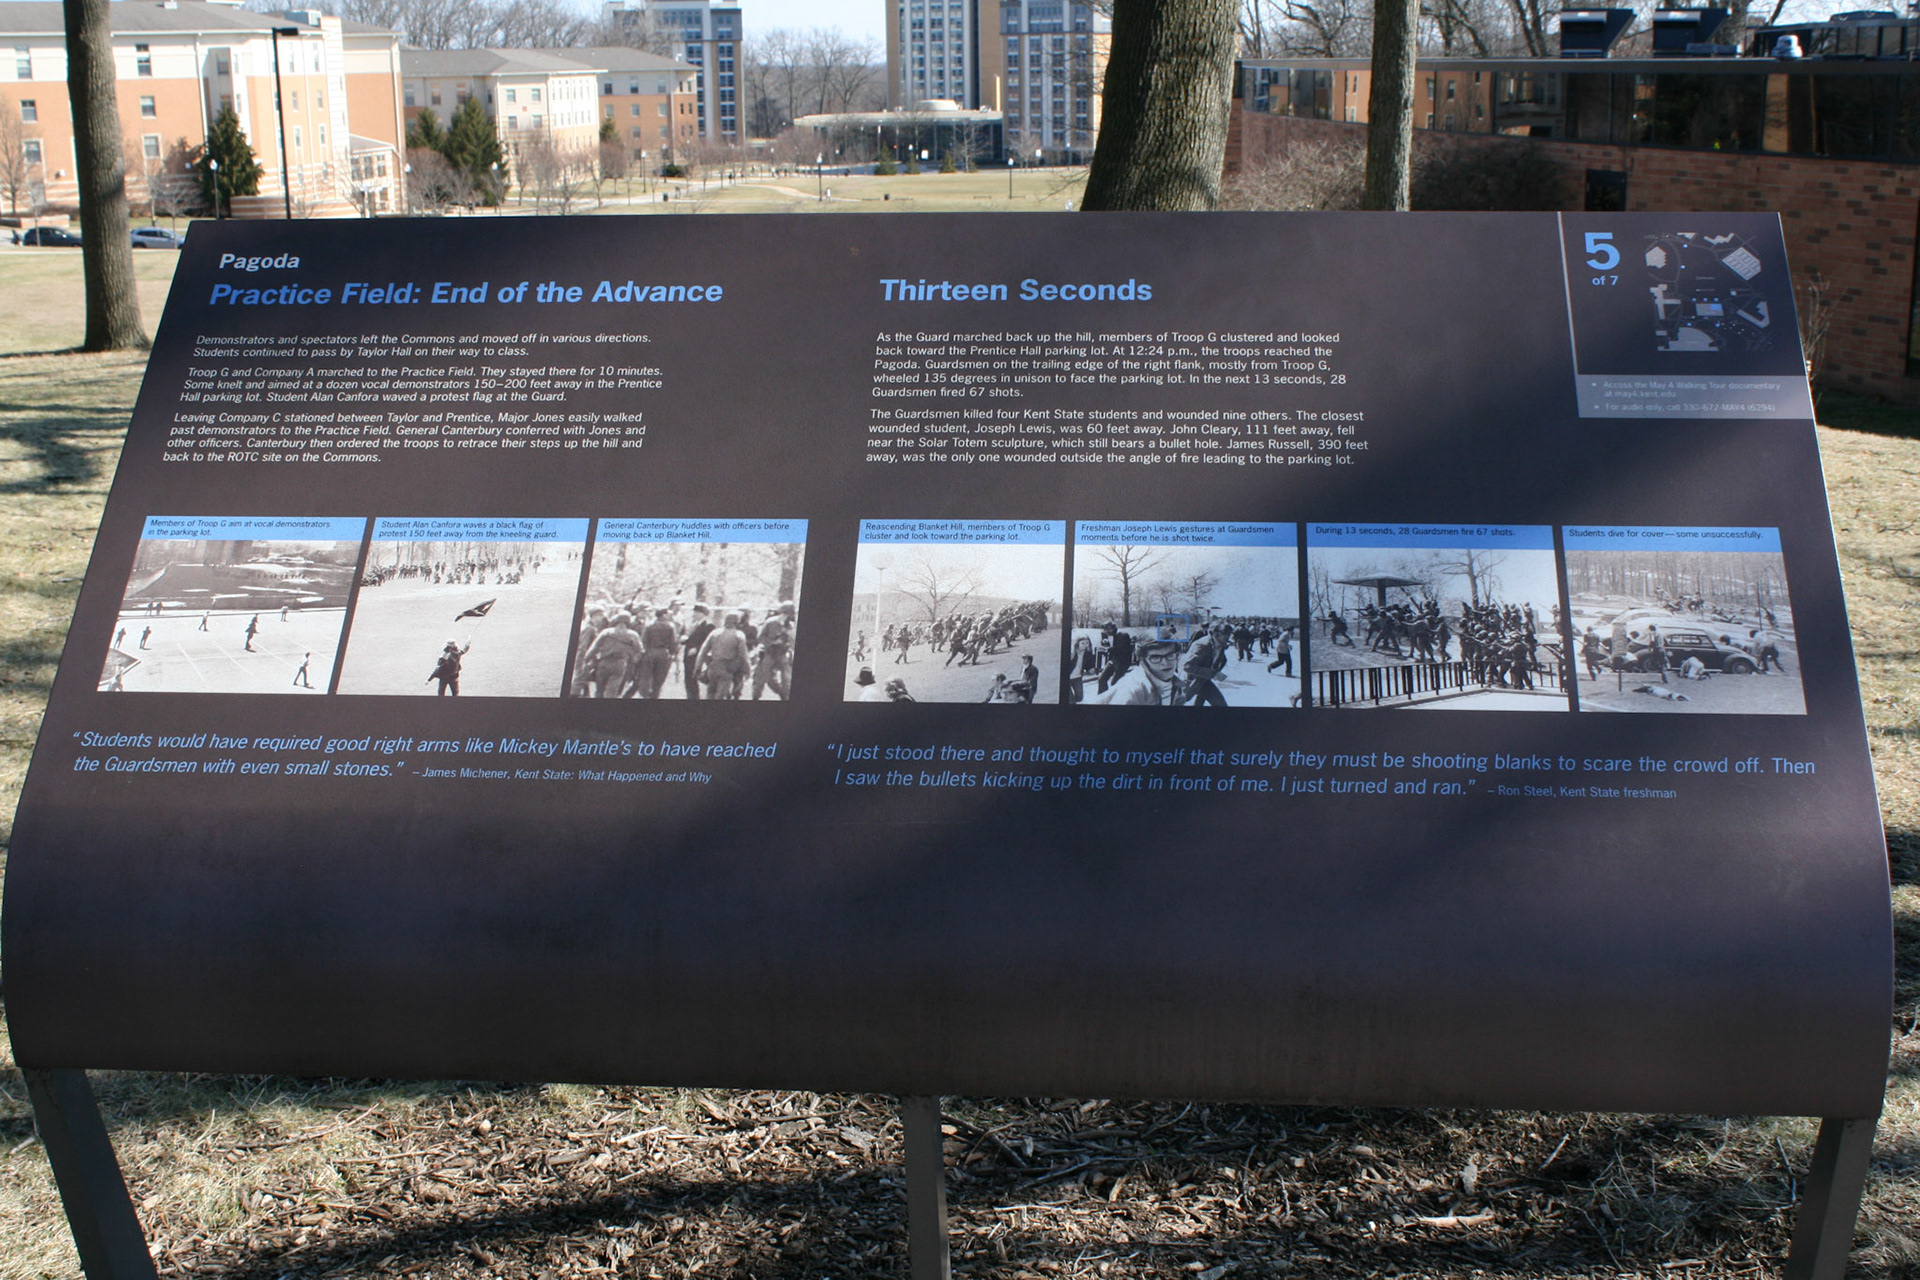 Pagoda
Practice Field: End of the Advance
Demonstrators and spectators left the Commons and moved off in various directions.
Students continued to pass by Taylor Hall on their way to class.
Troop G and Company A marched to the Practice Field. They stayed there for 10 minutes.
Some knelt and aimed at a dozen vocal demonstrators 150–200 feet away in the Prentice
Hall parking lot. Student Alan Canfora waved a protest flag at the Guard.
Leaving Company C stationed between Taylor and Prentice, Major Jones easily walked
past demonstrators to the Practice Field. General Canterbury conferred with Jones and
other officers. Canterbury then ordered the troops to retrace their steps up the hill and
back to the ROTC site on the Commons.
Members of Troop G aim at vocal demonstrators
in the parking lot.
Student Alan Canfora waves a black flag of
protest 150 feet away from the kneeling guard.
General Canterbury huddles with officers before
moving back up Blanket Hill.
“Students would have required good right arms like Mickey Mantle’s to have reached
the Guardsmen with even small stones.” – James Michener, Kent State: What Happened and Why
Thirteen Seconds
As the Guard marched back up the hill, members of Troop G clustered and looked
back toward the Prentice Hall parking lot. At 12:24 p.m., the troops reached the
Pagoda. Guardsmen on the trailing edge of the right flank, mostly from Troop G,
wheeled 135 degrees in unison to face the parking lot. In the next 13 seconds, 28
Guardsmen fired 67 shots.
The Guardsmen killed four Kent State students and wounded nine others. The closest
wounded student, Joseph Lewis, was 60 feet away. John Cleary, 111 feet away, fell
near the Solar Totem sculpture, which still bears a bullet hole. James Russell, 390 feet
away, was the only one wounded outside the angle of fire leading to the parking lot.
Reascending Blanket Hill, members of Troop G
cluster and look toward the parking lot.
Freshman Joseph Lewis gestures at Guardsmen
moments before he is shot twice.
During 13 seconds, 28 Guardsmen fire 67 shots.
Students dive for cover—some unsuccessfully.
“I just stood there and thought to myself that surely they must be shooting blanks to scare the crowd off. Then
I saw the bullets kicking up the dirt in front of me. I just turned and ran.” – Ron Steel, Kent State freshman
5
of 7
Access the May 4 Walking Tour documentary
at may4.kent.edu
For audio only, call 330-672-MAY4 (6294)